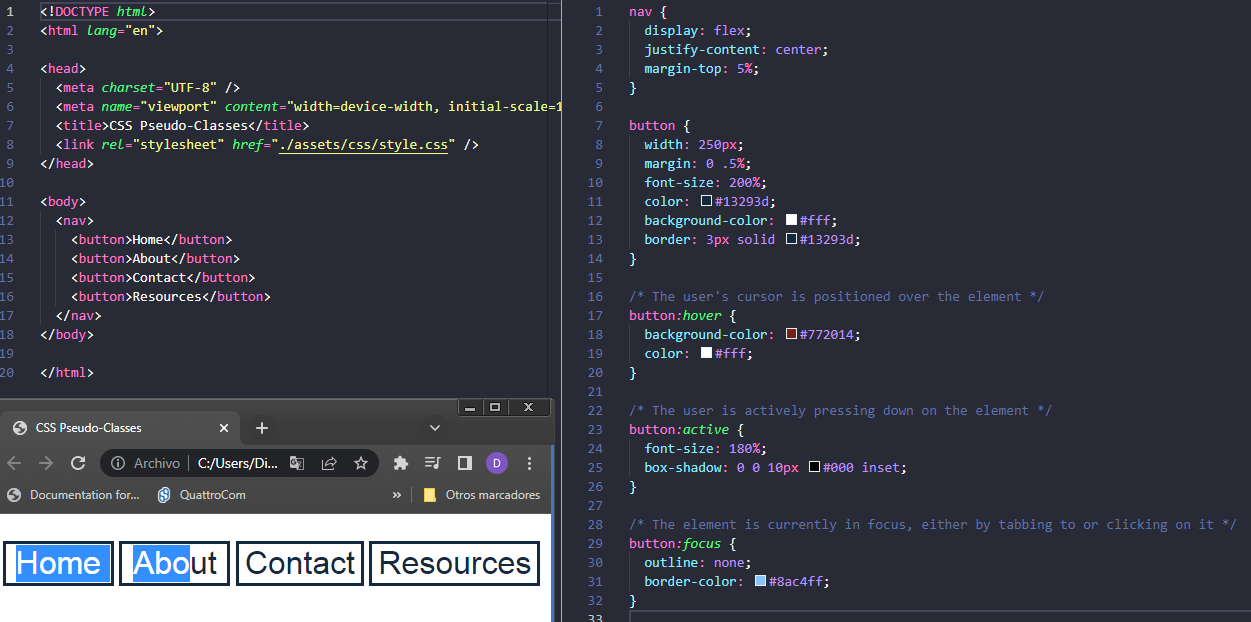 1 <!DOCTYPE html>
2 <html lang="en">
3
4 <head>
5 <meta charset="UTF-8" />
6 <meta name="viewport" content="width=device-width, initial-scale=1
7 <title>CSS Pseudo-Classes</title>
8 <link rel="stylesheet" href="./assets/css/style.css" />
9 </head>
10
11 <body>
12 <nav>
13 <button>Home</button>
14 <button>About</button>
15 <button>Contact</button>
16 <button>Resources</button>
17 </nav>
18 </body>
19
20 </html>
CSS Pseudo-Classes
Archivo C:/Users/Di... D
Documentation for... QuattroCom » Otros marcadores
Home About Contact Resources
1 nav {
2 display: flex;
3 justify-content: center;
4 margin-top: 5%;
5 }
6
7 button {
8 width: 250px;
9 margin: 0 .5%;
10 font-size: 200%;
11 color: #13293d;
12 background-color: #fff;
13 border: 3px solid #13293d;
14 }
15
16 /* The user's cursor is positioned over the element */
17 button:hover {
18 background-color: #772014;
19 color: #fff;
20 }
21
22 /* The user is actively pressing down on the element */
23 button:active {
24 font-size: 180%;
25 box-shadow: 0 0 10px #000 inset;
26 }
27
28 /* The element is currently in focus, either by tabbing to or clicking on it */
29 button:focus {
30 outline: none;
31 border-color: #8ac4ff;
32 }
33